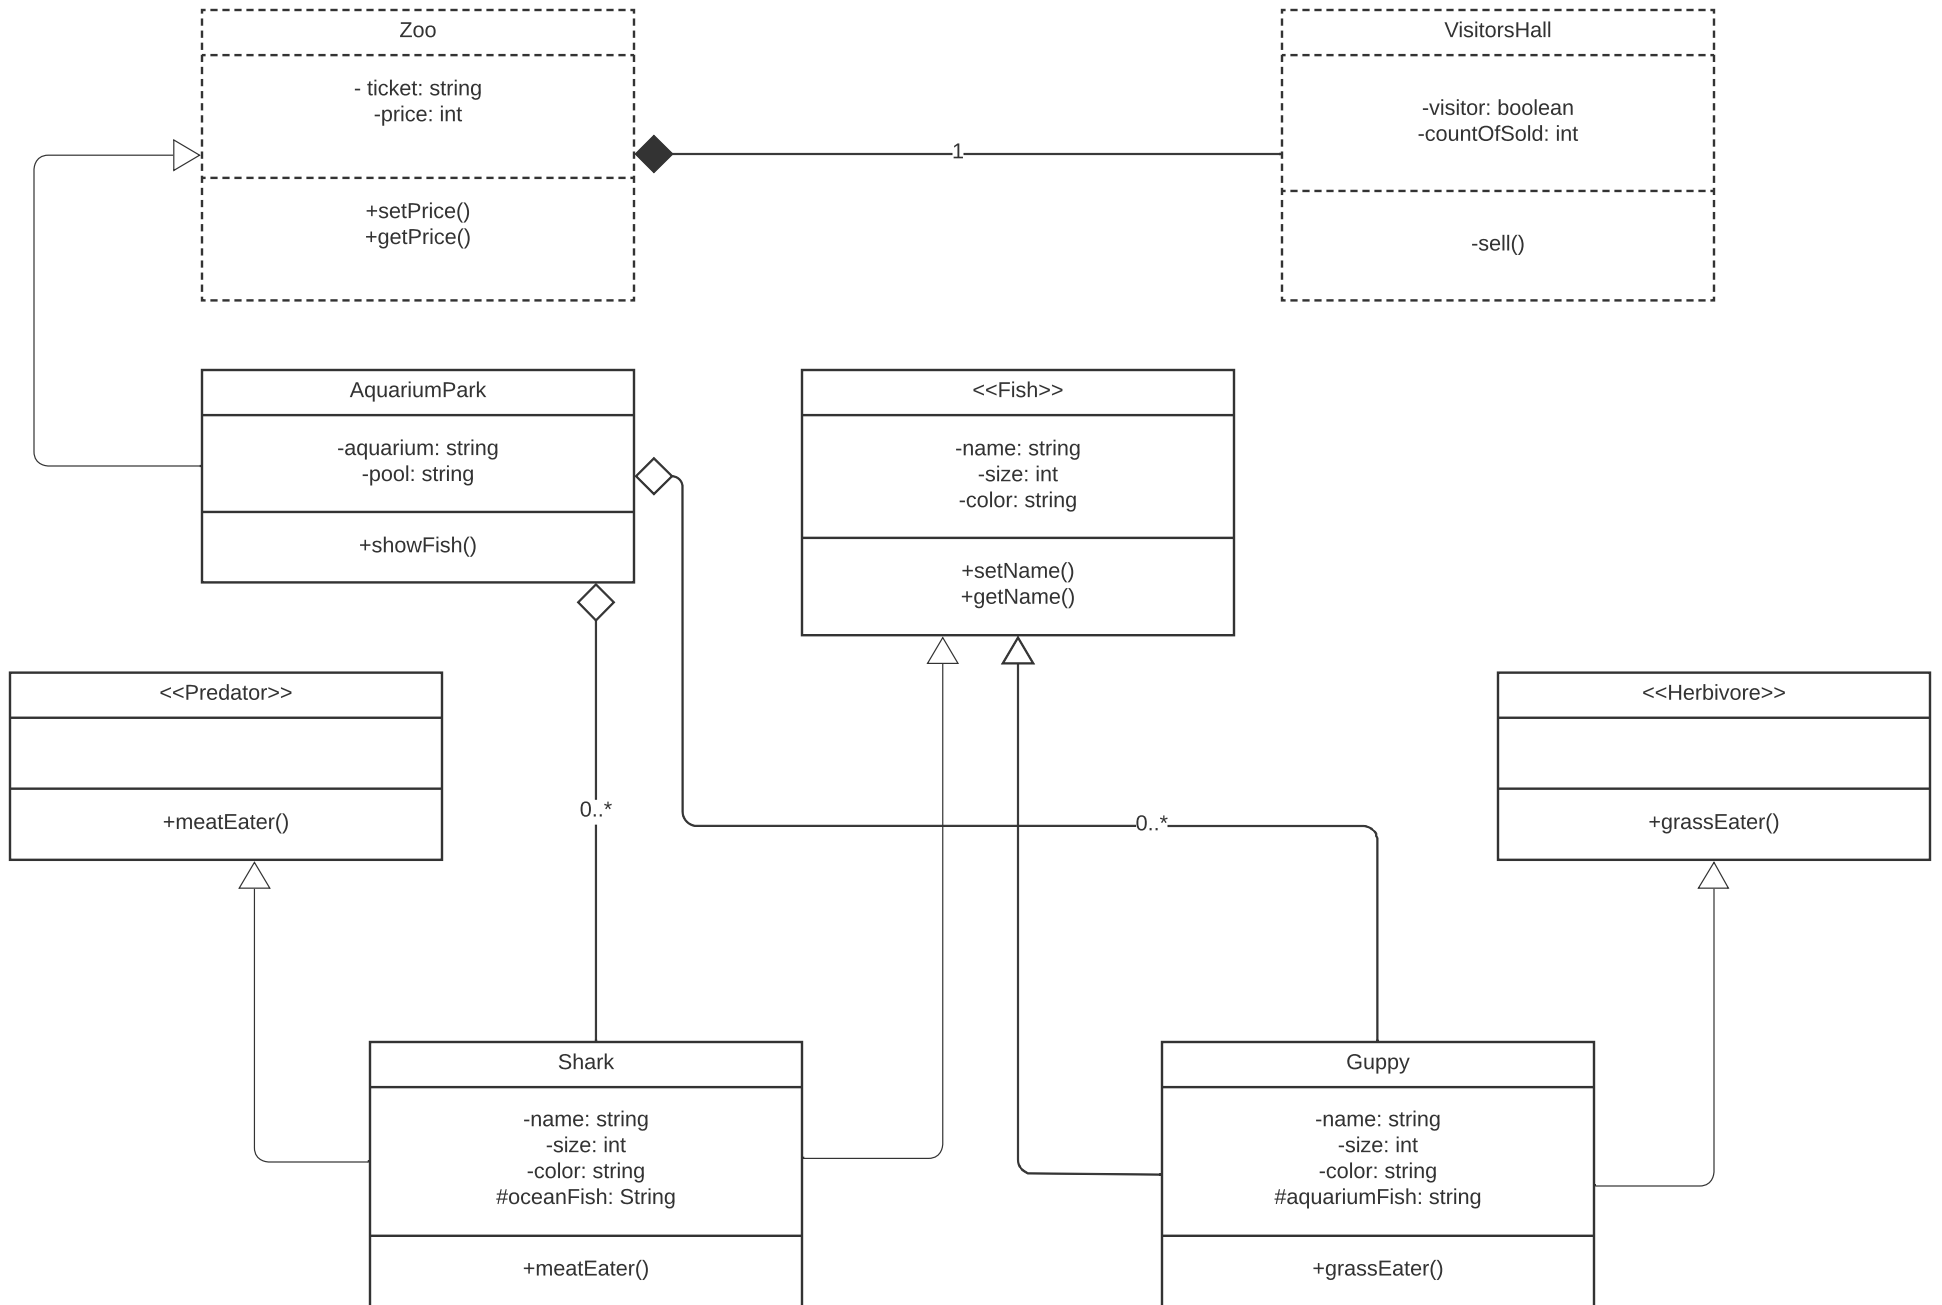 Zoo
- ticket: string
-price: int
+setPrice()
+getPrice()
1
VisitorsHall
-visitor: boolean
-countOfSold: int
-sell()
AquariumPark
-aquarium: string
-pool: string
+showFish()
<<Fish>>
-name: string
-size: int
-color: string
+setName()
+getName()
<<Predator>>
+meatEater()
0..*
0..*
<<Herbivore>>
+grassEater()
Shark
-name: string
-size: int
-color: string
#oceanFish: String
+meatEater()
Guppy
-name: string
-size: int
-color: string
#aquariumFish: string
+grassEater()